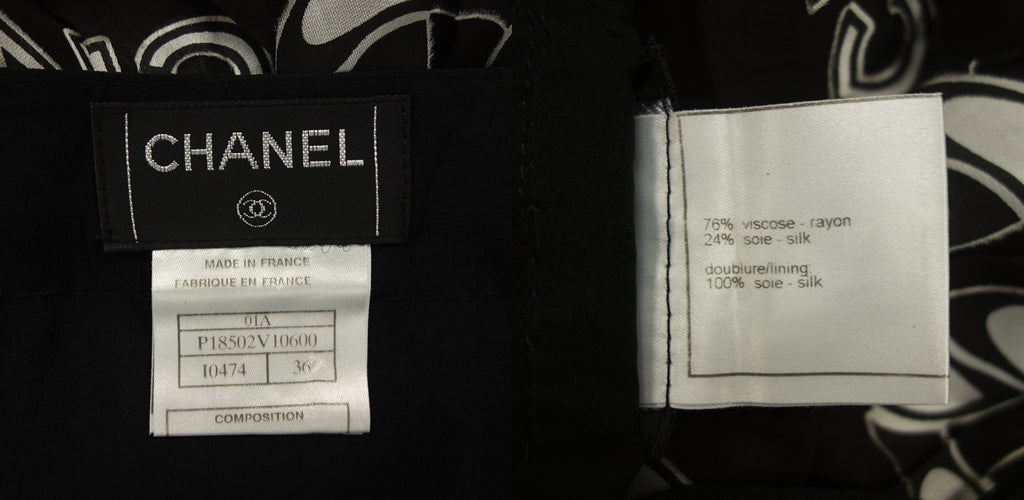 CHANEL
MADE IN FRANCE
FABRIQUE EN FRANCE
01A
P18502V10600
I0474 36
COMPOSITION
76% viscose - rayon
24% soie - silk
doublure/lining:
100% soie - silk